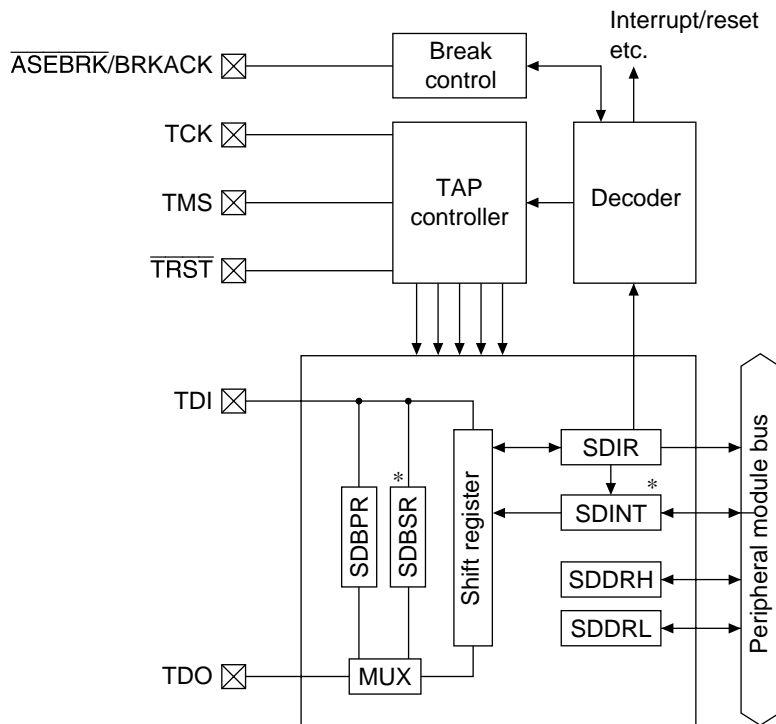 Interrupt/reset
etc.
ASEBRK/BRKACK
Break
control
TCK
TMS
TRST
TAP
controller
Decoder
TDI
TDO
SDBPR
*
SDBSR
Shift register
MUX
SDIR
*
SDINT
SDDRH
SDDRL
Peripheral module bus